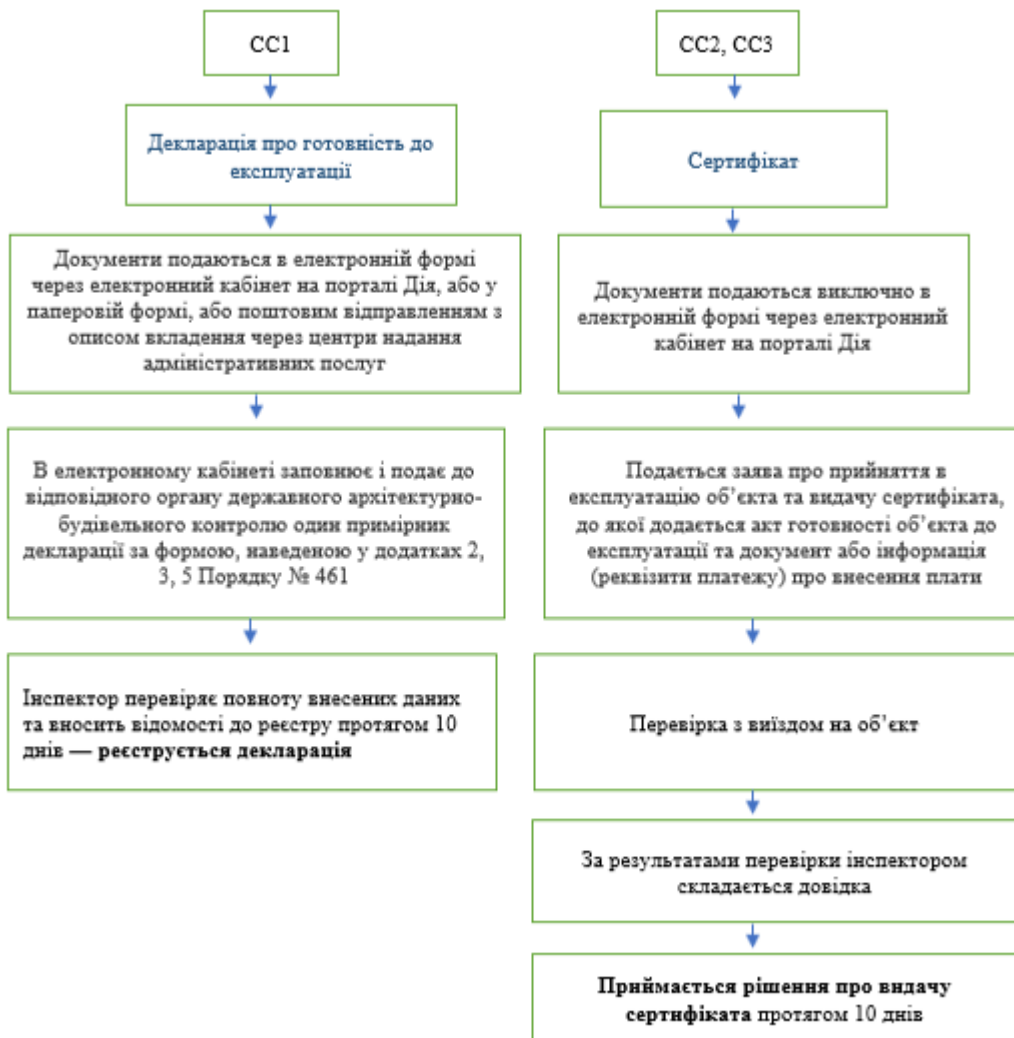 СС1
Декларація про готовність до
експлуатації
Документи подаються в електронній формі
через електронний кабінет на порталі Дія, або у
паперовій формі, або поштовим відправленням з
описом вкладення через центри надання
адміністративних послуг
В електронному кабінеті заповнює і подає до
відповідного органу державного архітектурно-
будівельного контролю один примірник
декларації за формою, наведеною у додатках 2,
3, 5 Порядку № 461
Інспектор перевіряє повноту внесених даних
та вносить відомості до реєстру протягом 10
днів — реєструється декларація
СС2, СС3
Сертифікат
Документи подаються виключно в
електронній формі через електронний
кабінет на порталі Дія
Подається заява про прийняття в
експлуатацію об’єкта та видачу сертифіката,
до якої додається акт готовності об’єкта до
експлуатації та документ або інформація
(реквізити платежу) про внесення плати
Перевірка з виїздом на об’єкт
За результатами перевірки інспектором
складається довідка
Приймається рішення про видачу
сертифіката протягом 10 днів